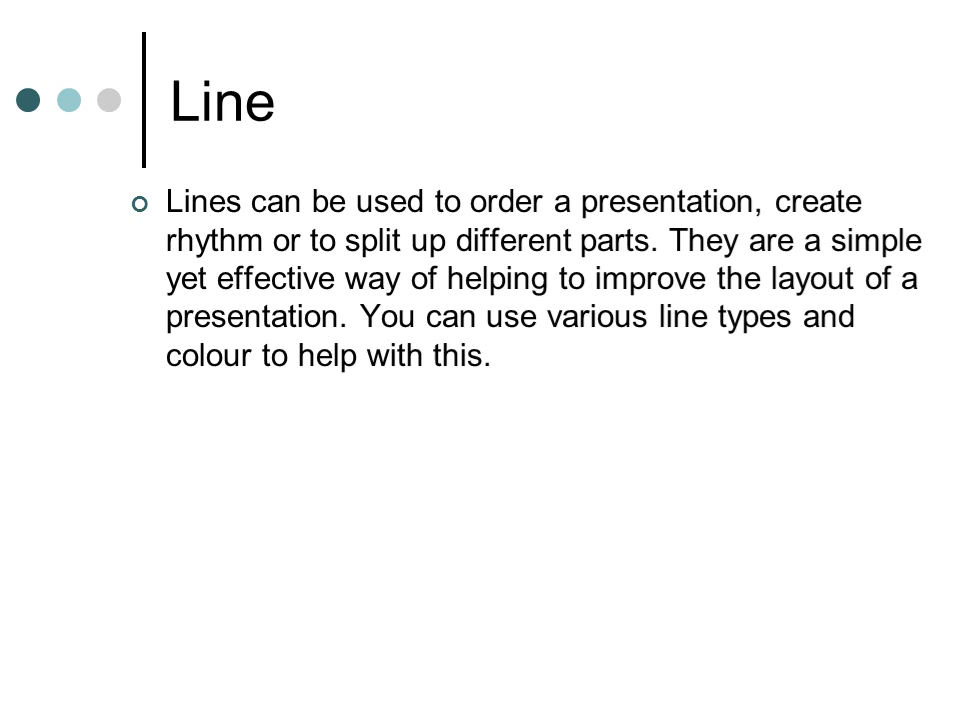 Line
Lines can be used to order a presentation, create
rhythm or to split up different parts. They are a simple
yet effective way of helping to improve the layout of a
presentation. You can use various line types and
colour to help with this.